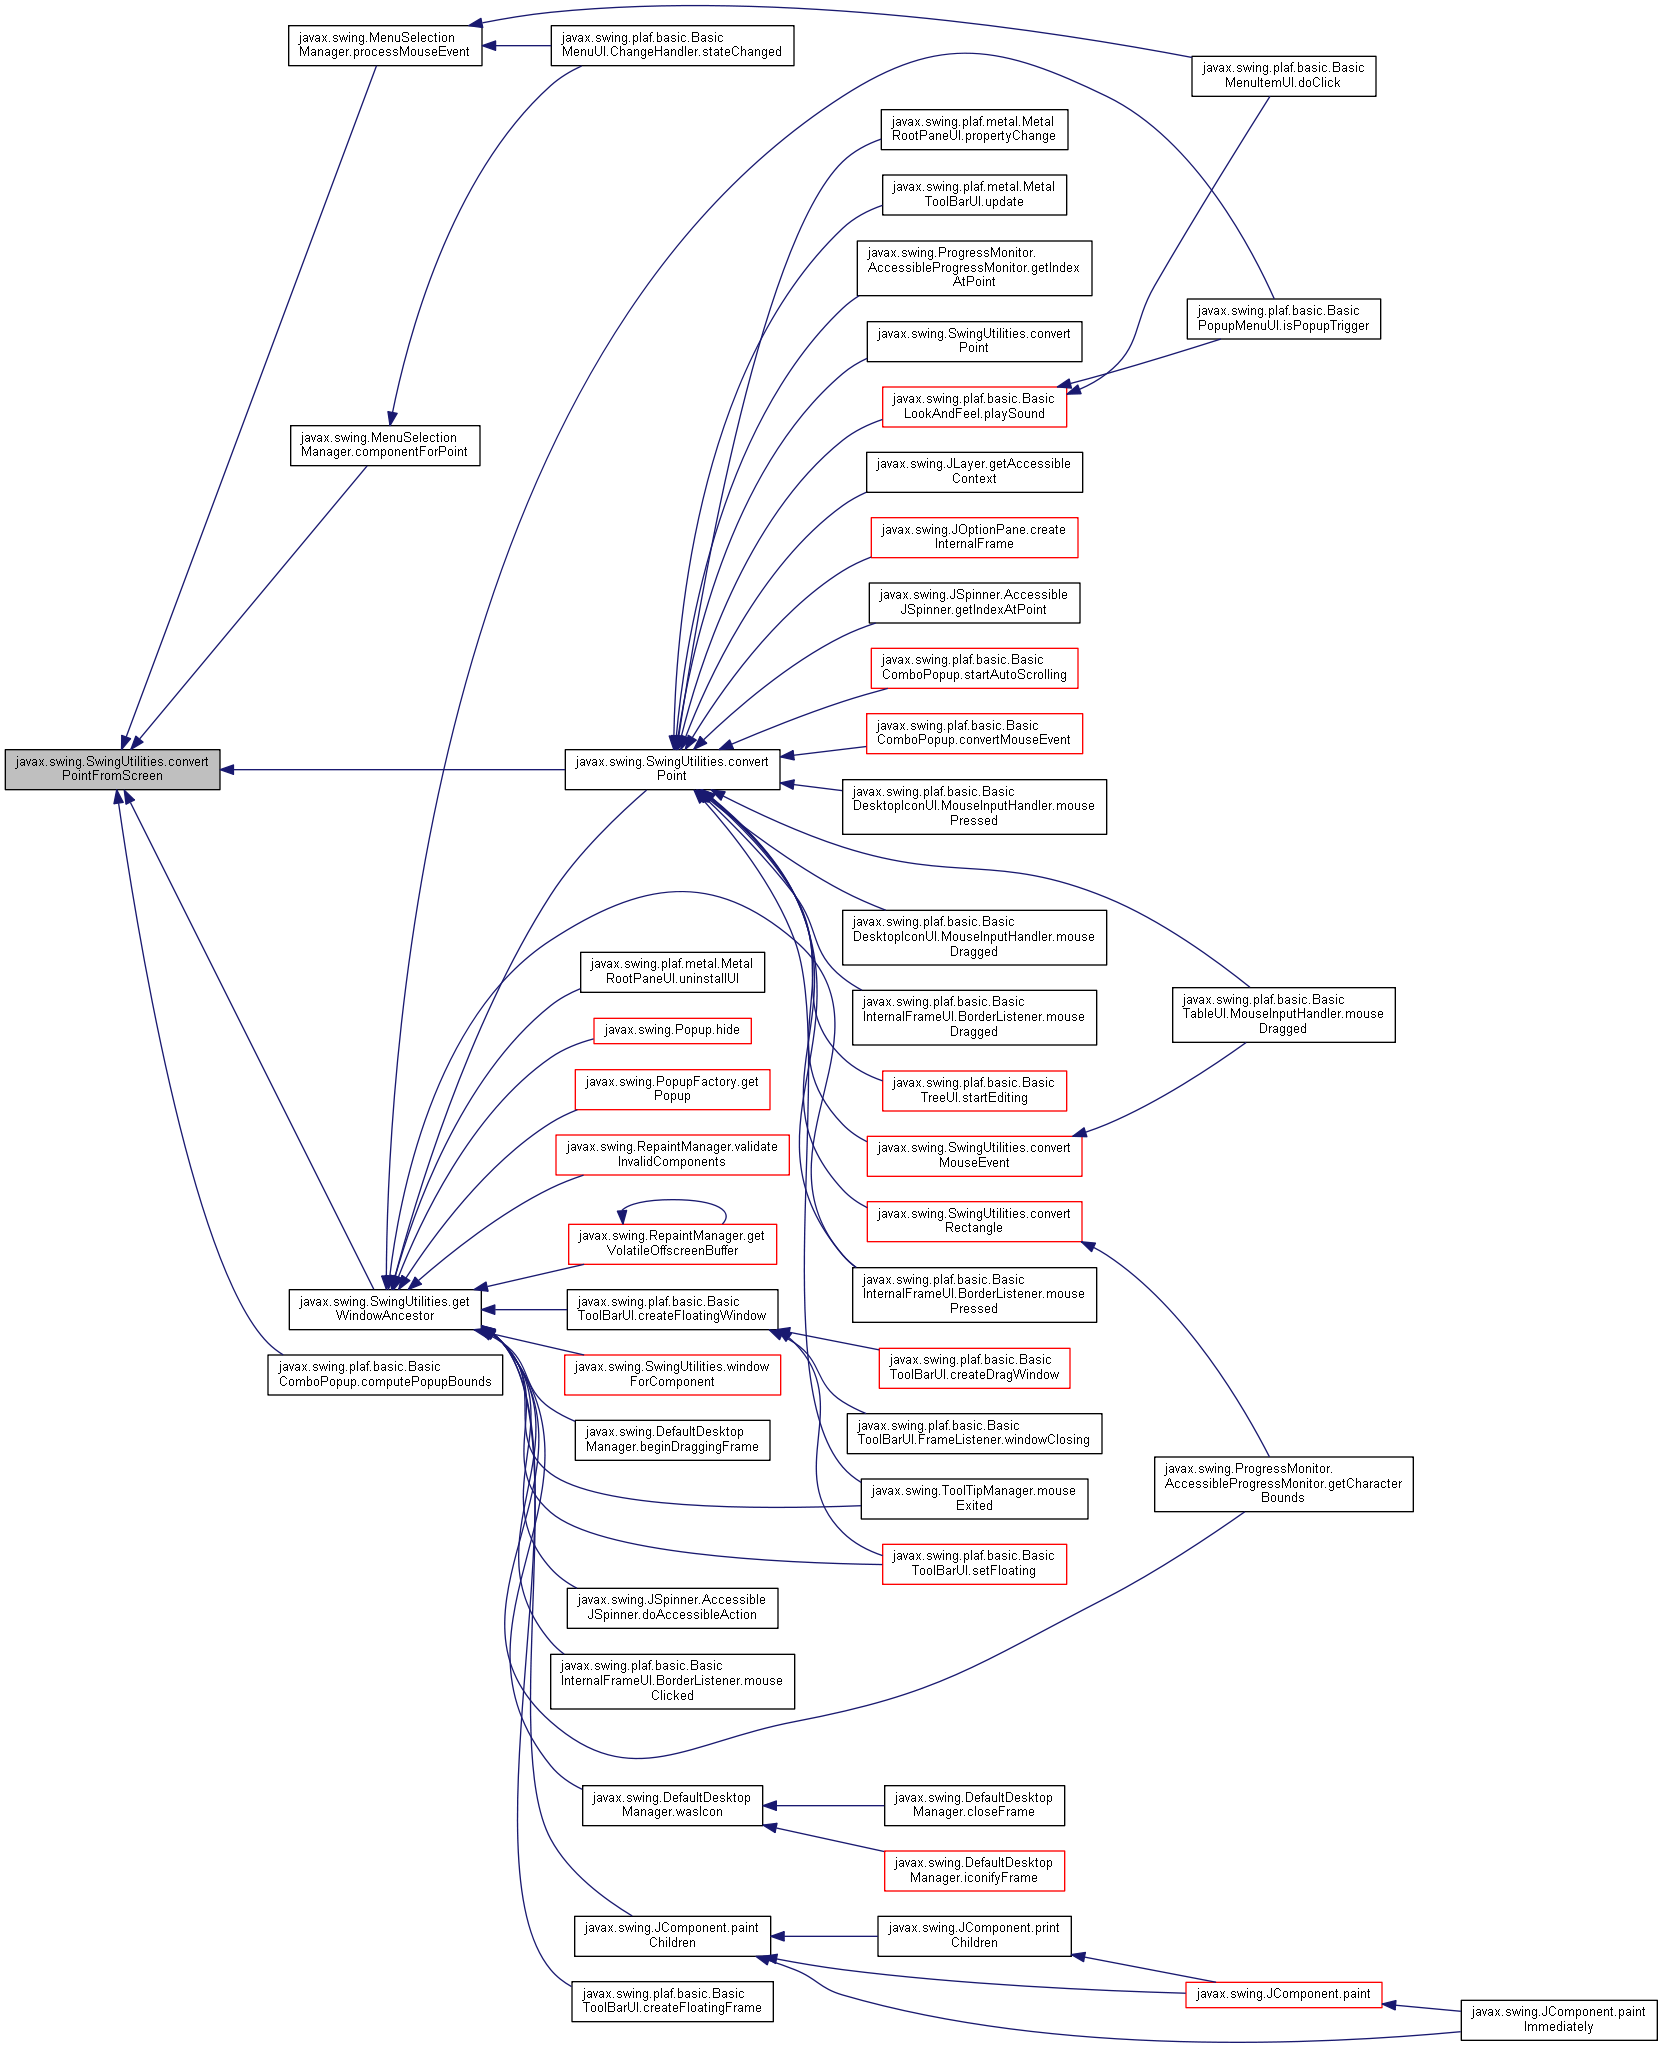 javax.swing.MenuSelection
Manager.processMouseEvent
javax.swing.plaf.basic.Basic
MenuUI.ChangeHandler.stateChanged
javax.swing.plaf.basic.Basic
MenuItemUI.doClick
javax.swing.plaf.metal.Metal
RootPaneUI.propertyChange
javax.swing.plaf.metal.Metal
ToolBarUI.update
javax.swing.ProgressMonitor.
AccessibleProgressMonitor.getIndex
AtPoint
javax.swing.plaf.basic.Basic
PopupMenuUI.isPopupTrigger
javax.swing.SwingUtilities.convert
Point
javax.swing.plaf.basic.Basic
LookAndFeel.playSound
javax.swing.MenuSelection
Manager.componentForPoint
javax.swing.JLayer.getAccessible
Context
javax.swing.JOptionPane.create
InternalFrame
javax.swing.JSpinner.Accessible
JSpinner.getIndexAtPoint
javax.swing.plaf.basic.Basic
ComboPopup.startAutoScrolling
javax.swing.plaf.basic.Basic
ComboPopup.convertMouseEvent
javax.swing.SwingUtilities.convert
PointFromScreen
javax.swing.SwingUtilities.convert
Point
javax.swing.plaf.basic.Basic
DesktopIconUI.MouseInputHandler.mouse
Pressed
javax.swing.plaf.basic.Basic
DesktopIconUI.MouseInputHandler.mouse
Dragged
javax.swing.plaf.metal.Metal
RootPaneUI.uninstallUI
javax.swing.plaf.basic.Basic
InternalFrameUI.BorderListener.mouse
Dragged
javax.swing.plaf.basic.Basic
TableUI.MouseInputHandler.mouse
Dragged
javax.swing.Popup.hide
javax.swing.PopupFactory.get
Popup
javax.swing.plaf.basic.Basic
TreeUI.startEditing
javax.swing.RepaintManager.validate
InvalidComponents
javax.swing.SwingUtilities.convert
MouseEvent
javax.swing.SwingUtilities.convert
Rectangle
javax.swing.RepaintManager.get
VolatileOffscreenBuffer
javax.swing.plaf.basic.Basic
InternalFrameUI.BorderListener.mouse
Pressed
javax.swing.SwingUtilities.get
WindowAncestor
javax.swing.plaf.basic.Basic
ToolBarUI.createFloatingWindow
javax.swing.plaf.basic.Basic
ComboPopup.computePopupBounds
javax.swing.SwingUtilities.window
ForComponent
javax.swing.plaf.basic.Basic
ToolBarUI.createDragWindow
javax.swing.DefaultDesktop
Manager.beginDraggingFrame
javax.swing.plaf.basic.Basic
ToolBarUI.FrameListener.windowClosing
javax.swing.ProgressMonitor.
AccessibleProgressMonitor.getCharacter
Bounds
javax.swing.ToolTipManager.mouse
Exited
javax.swing.plaf.basic.Basic
ToolBarUI.setFloating
javax.swing.JSpinner.Accessible
JSpinner.doAccessibleAction
javax.swing.plaf.basic.Basic
InternalFrameUI.BorderListener.mouse
Clicked
javax.swing.DefaultDesktop
Manager.wasIcon
javax.swing.DefaultDesktop
Manager.closeFrame
javax.swing.DefaultDesktop
Manager.iconifyFrame
javax.swing.JComponent.paint
Children
javax.swing.JComponent.print
Children
javax.swing.plaf.basic.Basic
ToolBarUI.createFloatingFrame
javax.swing.JComponent.paint
javax.swing.JComponent.paint
Immediately